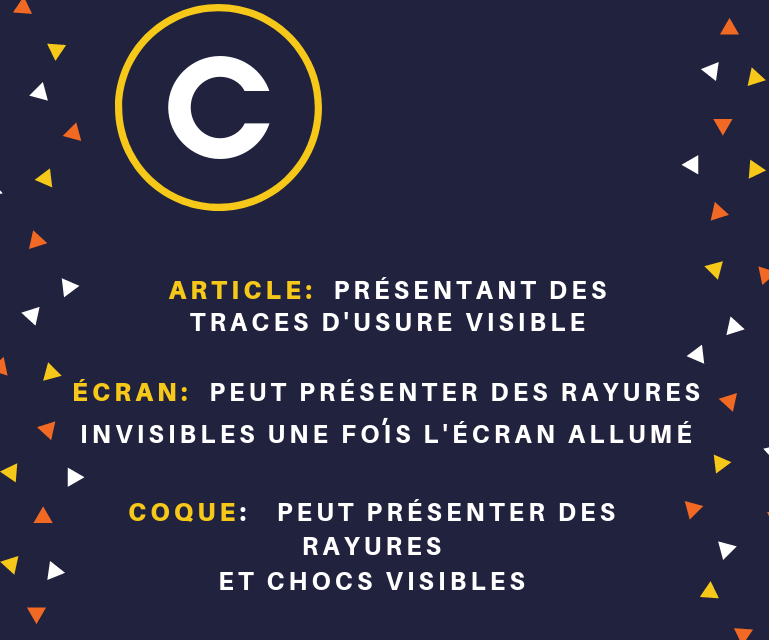 C
ARTICLE: PRÉSENTANT DES
TRACES D'USURE VISIBLE
ÉCRAN: PEUT PRÉSENTER DES RAYURES
INVISIBLES UNE FOÍS L'ÉCRAN ALLUMÉ
COQUE: PEUT PRÉSENTER DES
RAYURES
ET CHOCS VISIBLES